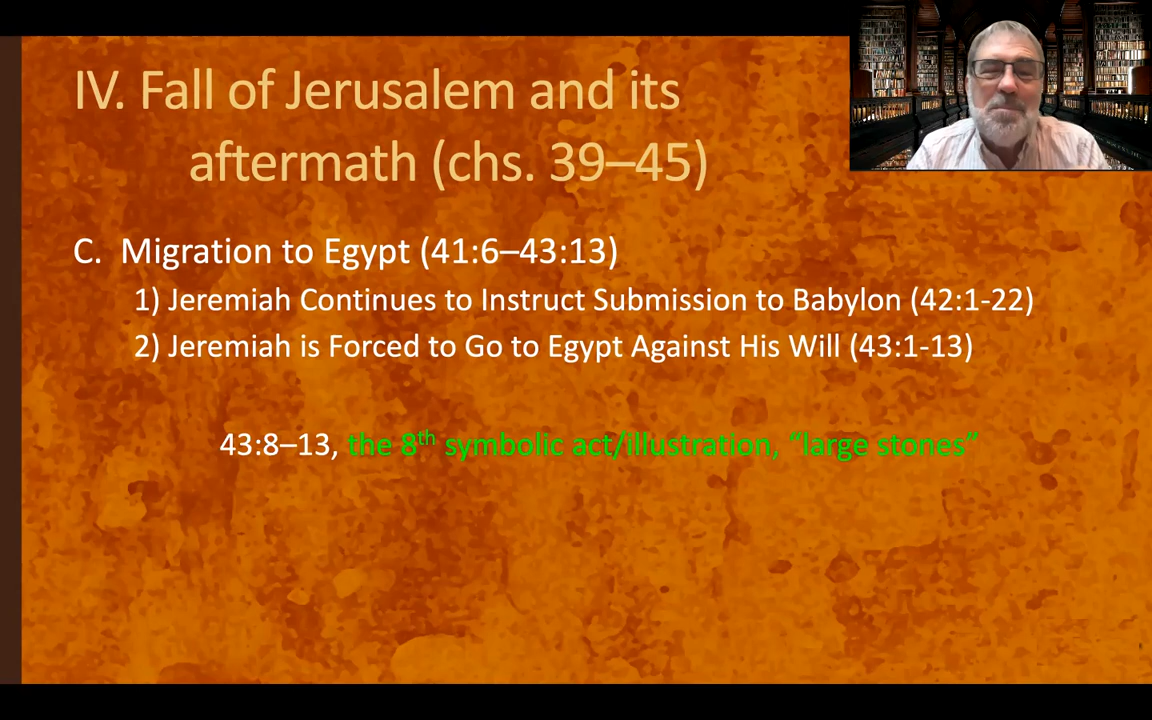 IV. Fall of Jerusalem and its
aftermath (chs. 39–45)
C. Migration to Egypt (41:6–43:13)
1) Jeremiah Continues to Instruct Submission to Babylon (42:1-22)
2) Jeremiah is Forced to Go to Egypt Against His Will (43:1-13)
43:8–13, the 8th symbolic act/illustration, “large stones”